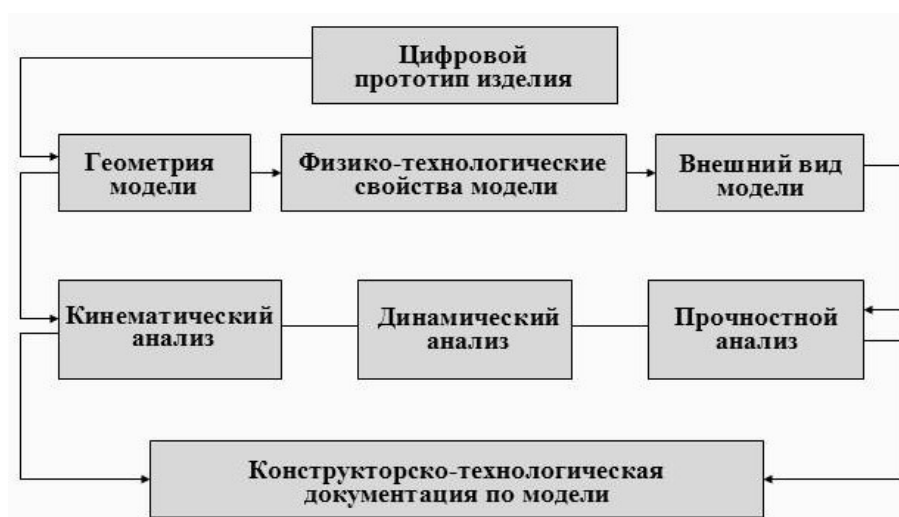 Цифровой
прототип изделия
Геометрия
модели
Физико-технологические
свойства модели
Внешний вид
модели
Кинематический
анализ
Динамический
анализ
Прочностной
анализ
Конструкторско-технологическая
документация по модели